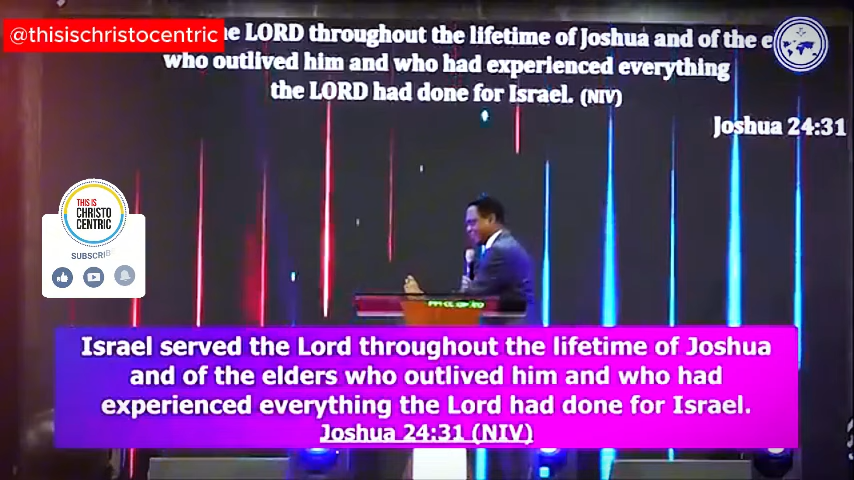 @thisischristocentric
he LORD throughout the lifetime of Joshua and of the e
who outlived him and who had experienced everything
the LORD had done for Israel. (NIV)
Joshua 24:31
THIS IS
CHRISTO
CENTRIC
SUBSCRIB
Israel served the Lord throughout the lifetime of Joshua
and of the elders who outlived him and who had
experienced everything the Lord had done for Israel.
Joshua 24:31 (NIV)